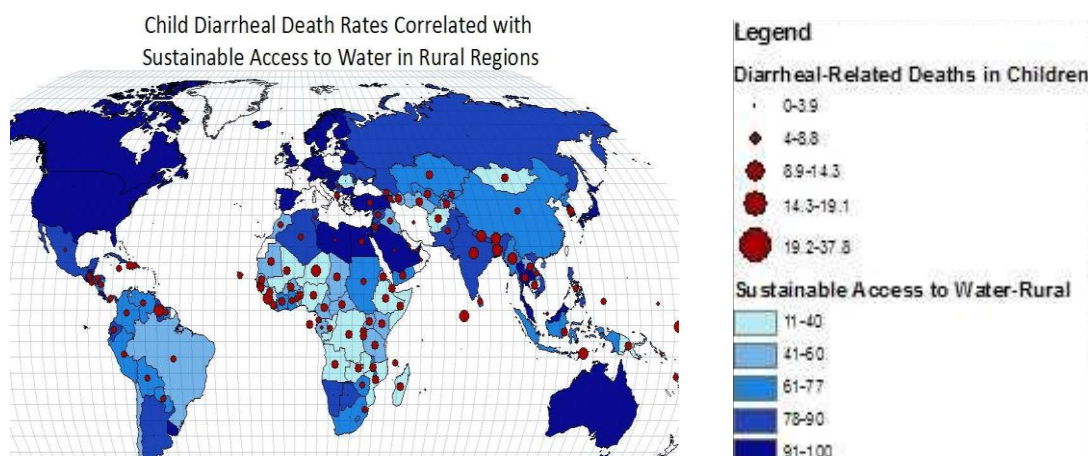 Child Diarrheal Death Rates Correlated with
Sustainable Access to Water in Rural Regions
Legend
Diarrheal-Related Deaths in Children
0-3.9
4-8.8
8.9-14.3
14.3-19.1
19.2-37.8
Sustainable Access to Water-Rural
11-40
41-60
61-77
78-90
91-100